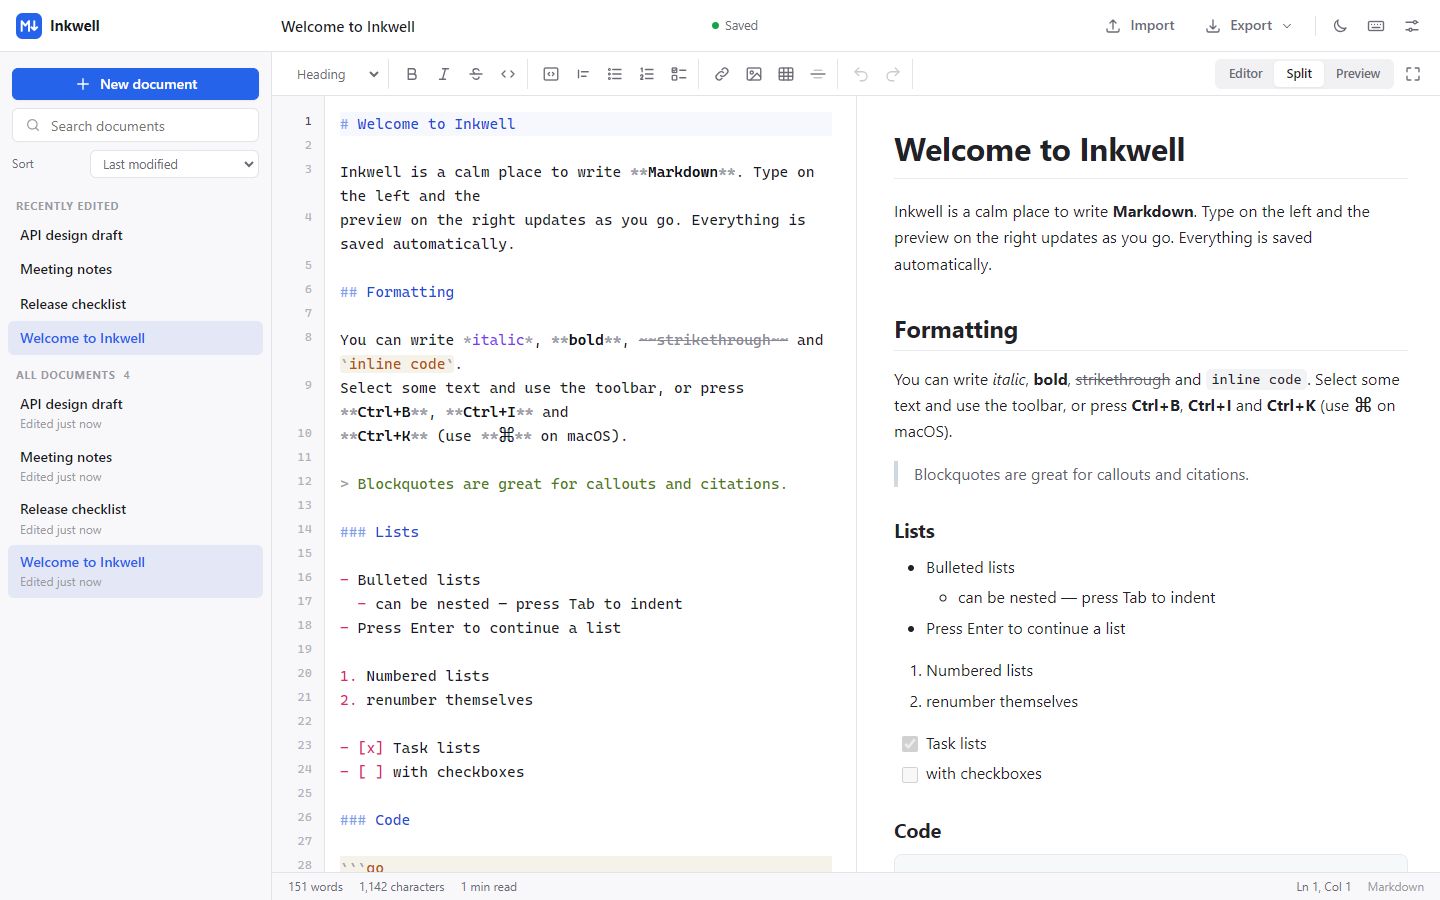 M↓ Inkwell
Welcome to Inkwell
Saved
Import
Export
New document
Search documents
Sort
Last modified
RECENTLY EDITED
API design draft
Meeting notes
Release checklist
Welcome to Inkwell
ALL DOCUMENTS 4
API design draft
Edited just now
Meeting notes
Edited just now
Release checklist
Edited just now
Welcome to Inkwell
Edited just now
Heading
B I S <>
Editor
Split
Preview
1 # Welcome to Inkwell
2
3 Inkwell is a calm place to write **Markdown**. Type on
the left and the
4 preview on the right updates as you go. Everything is
saved automatically.
5
6 ## Formatting
7
8 You can write *italic*, **bold**, ~~strikethrough~~ and
`inline code`.
9 Select some text and use the toolbar, or press
**Ctrl+B**, **Ctrl+I** and
10 **Ctrl+K** (use **⌘** on macOS).
11
12 > Blockquotes are great for callouts and citations.
13
14 ### Lists
15
16 - Bulleted lists
17   - can be nested — press Tab to indent
18 - Press Enter to continue a list
19
20 1. Numbered lists
21 2. renumber themselves
22
23 - [x] Task lists
24 - [ ] with checkboxes
25
26 ### Code
27
28 ```go
Welcome to Inkwell
Inkwell is a calm place to write Markdown. Type on the left and the
preview on the right updates as you go. Everything is saved
automatically.
Formatting
You can write italic, bold, strikethrough and inline code. Select some
text and use the toolbar, or press Ctrl+B, Ctrl+I and Ctrl+K (use ⌘ on
macOS).
Blockquotes are great for callouts and citations.
Lists
• Bulleted lists
◦ can be nested — press Tab to indent
• Press Enter to continue a list
1. Numbered lists
2. renumber themselves
Task lists
with checkboxes
Code
151 words
1,142 characters
1 min read
Ln 1, Col 1
Markdown